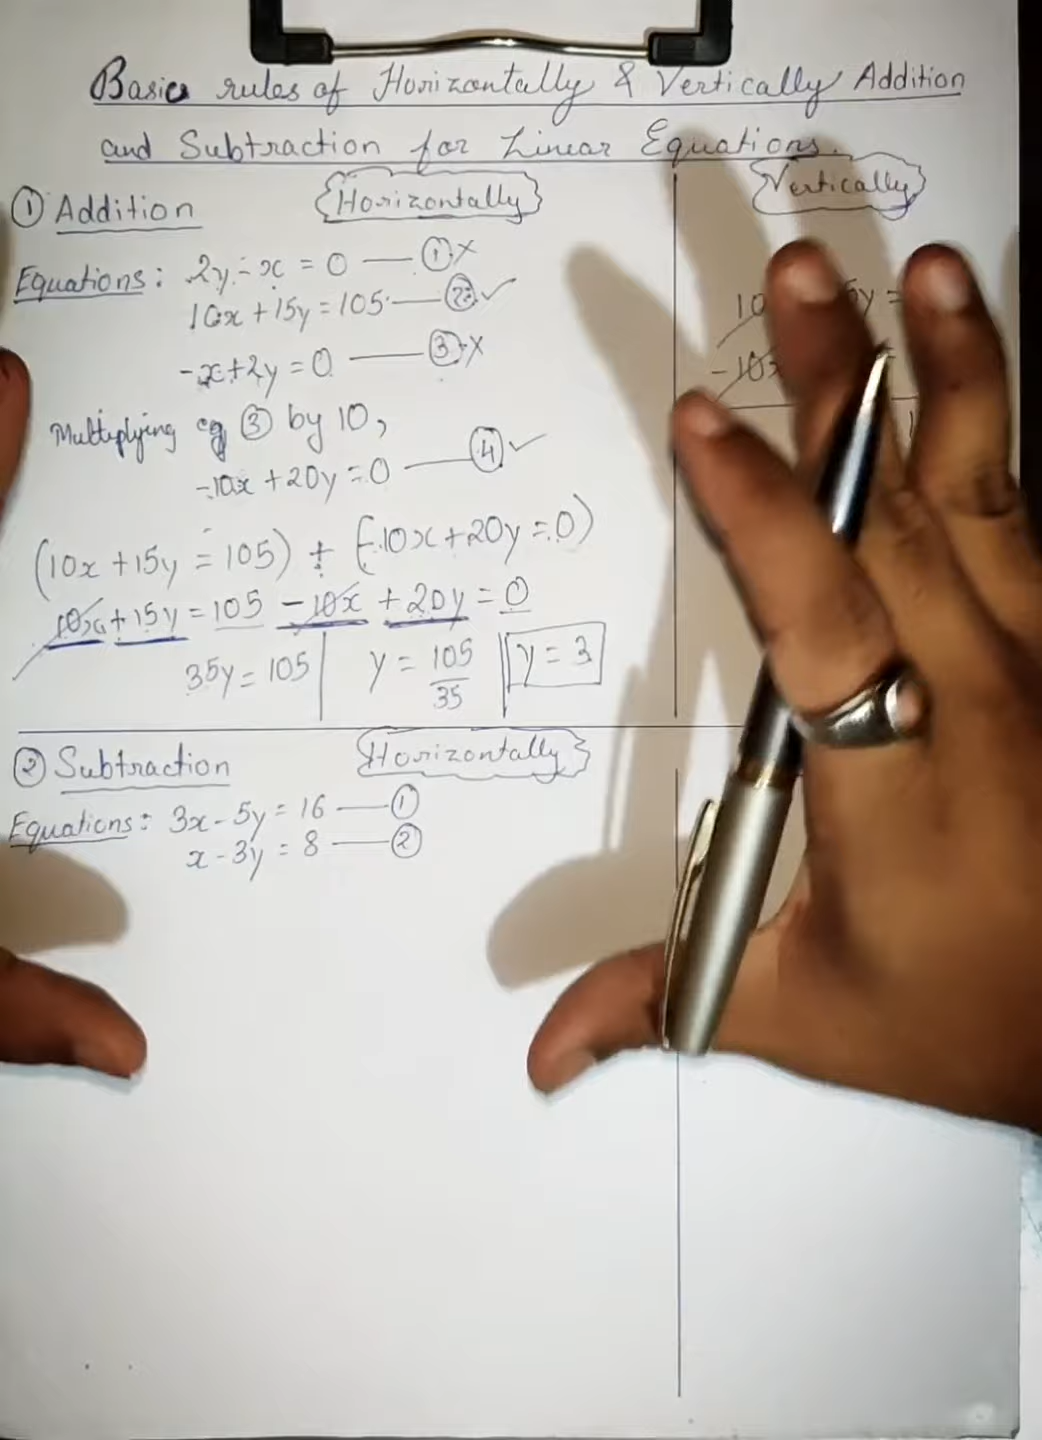 Basic rules of Horizontally & Vertically Addition
and Subtraction for Linear Equations.
① Addition
Horizontally
Equations: 2y - x = 0 — ① ×
10x + 15y = 105 — ② ✓
-x + 2y = 0 — ③ ×
Multiplying eq ③ by 10,
-10x + 20y = 0 — ④ ✓
(10x + 15y = 105) + (-10x + 20y = 0)
10x + 15y = 105 - 10x + 20y = 0
35y = 105 | y = 105/35 | y = 3
② Subtraction
Horizontally
Equations: 3x - 5y = 16 — ①
x - 3y = 8 — ②
Vertically
10 y =
-10x